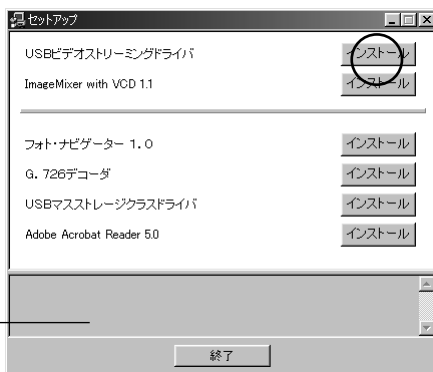 セットアップ
USBビデオストリーミングドライバ インストール
ImageMixer with VCD 1.1 インストール
フォト・ナビゲーター 1.0 インストール
G. 726デコーダ インストール
USBマスストレージクラスドライバ インストール
Adobe Acrobat Reader 5.0 インストール
終了